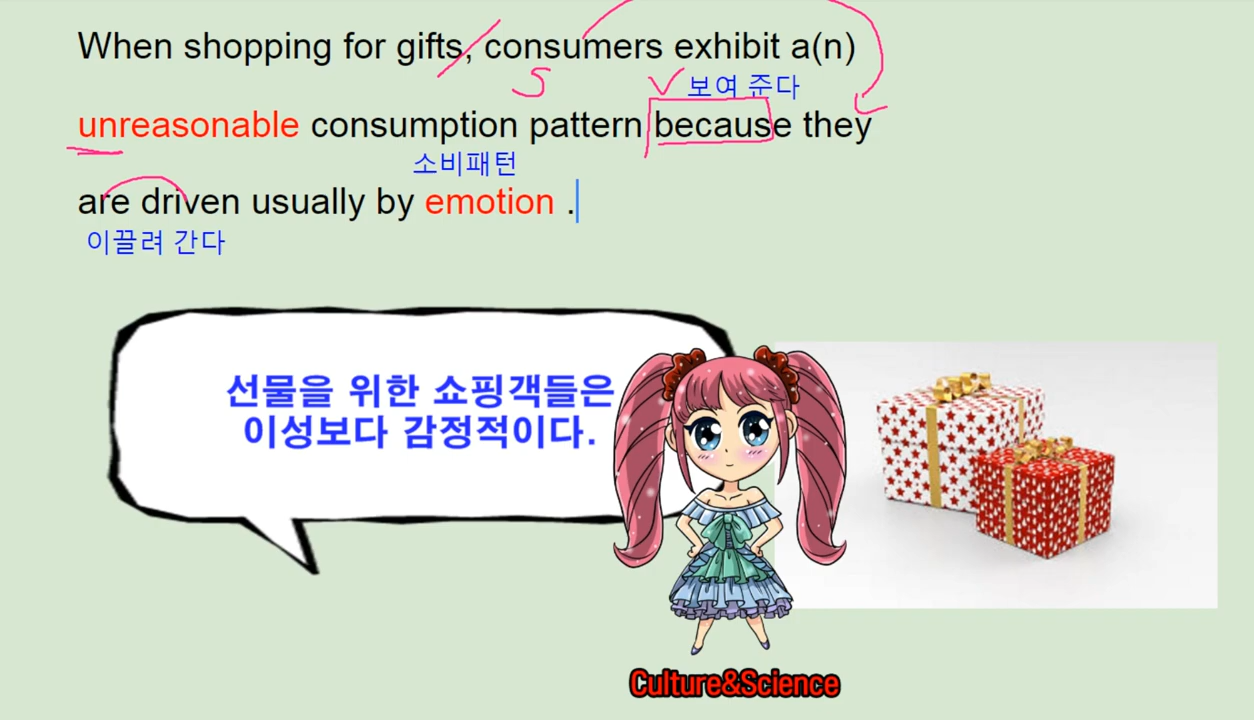 When shopping for gifts, consumers exhibit a(n)
S V 보여 준다
unreasonable consumption pattern because they
소비패턴
are driven usually by emotion .
이끌려 간다
선물을 위한 쇼핑객들은
이성보다 감정적이다.
Culture&Science